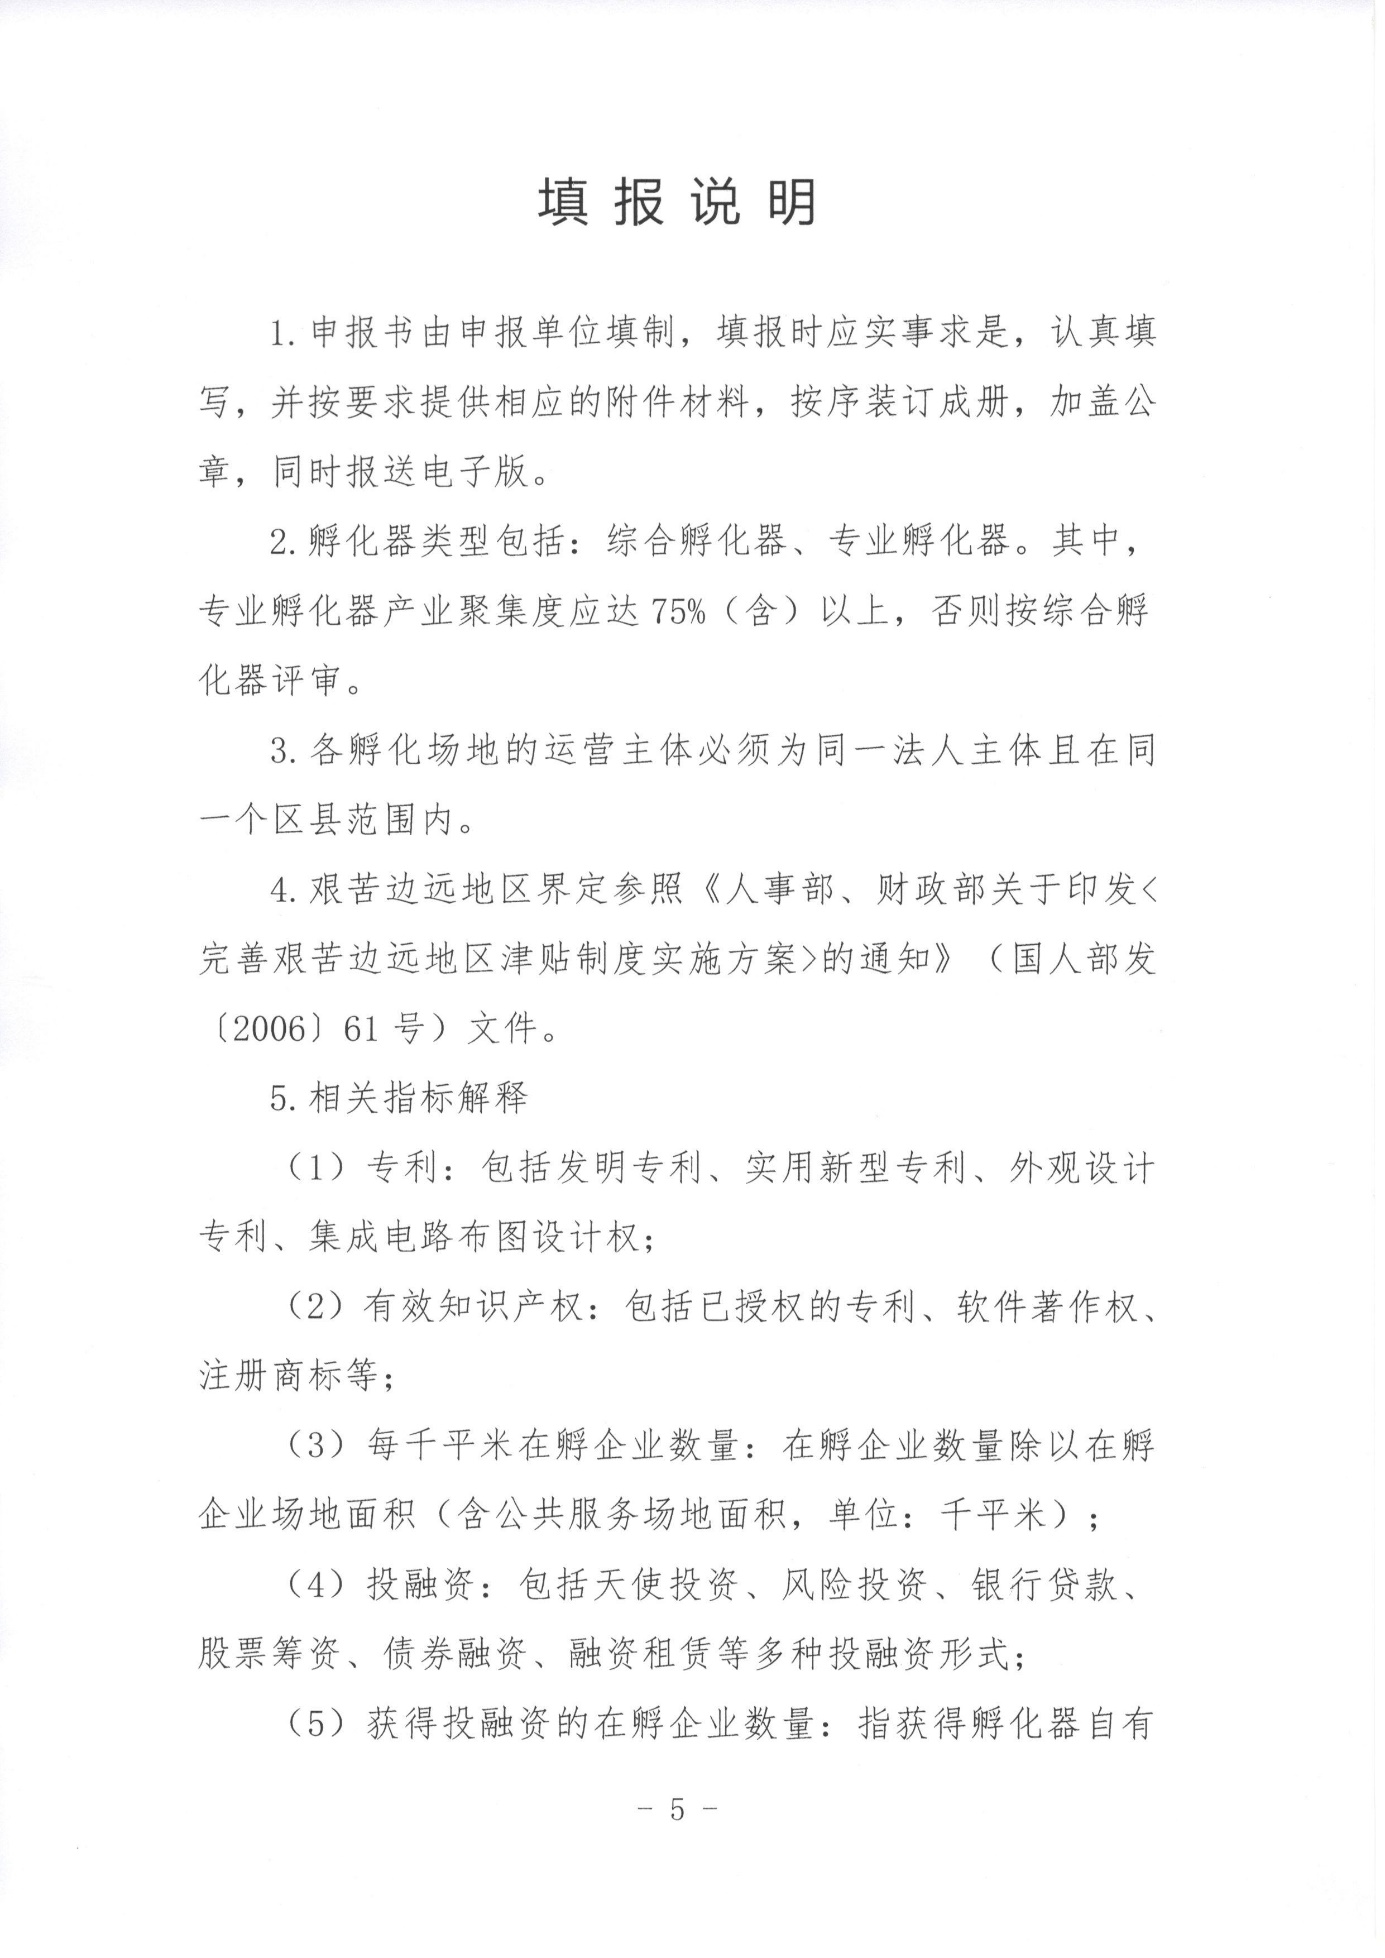 填报说明
1.申报书由申报单位填制，填报时应实事求是，认真填
写，并按要求提供相应的附件材料，按序装订成册，加盖公
章，同时报送电子版。
2.孵化器类型包括：综合孵化器、专业孵化器。其中，
专业孵化器产业聚集度应达 75%（含）以上，否则按综合孵
化器评审。
3.各孵化场地的运营主体必须为同一法人主体且在同
一个区县范围内。
4.艰苦边远地区界定参照《人事部、财政部关于印发<
完善艰苦边远地区津贴制度实施方案>的通知》（国人部发
〔2006〕61 号）文件。
5.相关指标解释
（1）专利：包括发明专利、实用新型专利、外观设计
专利、集成电路布图设计权；
（2）有效知识产权：包括已授权的专利、软件著作权、
注册商标等；
（3）每千平米在孵企业数量：在孵企业数量除以在孵
企业场地面积（含公共服务场地面积，单位：千平米）；
（4）投融资：包括天使投资、风险投资、银行贷款、
股票筹资、债券融资、融资租赁等多种投融资形式；
（5）获得投融资的在孵企业数量：指获得孵化器自有
- 5 -